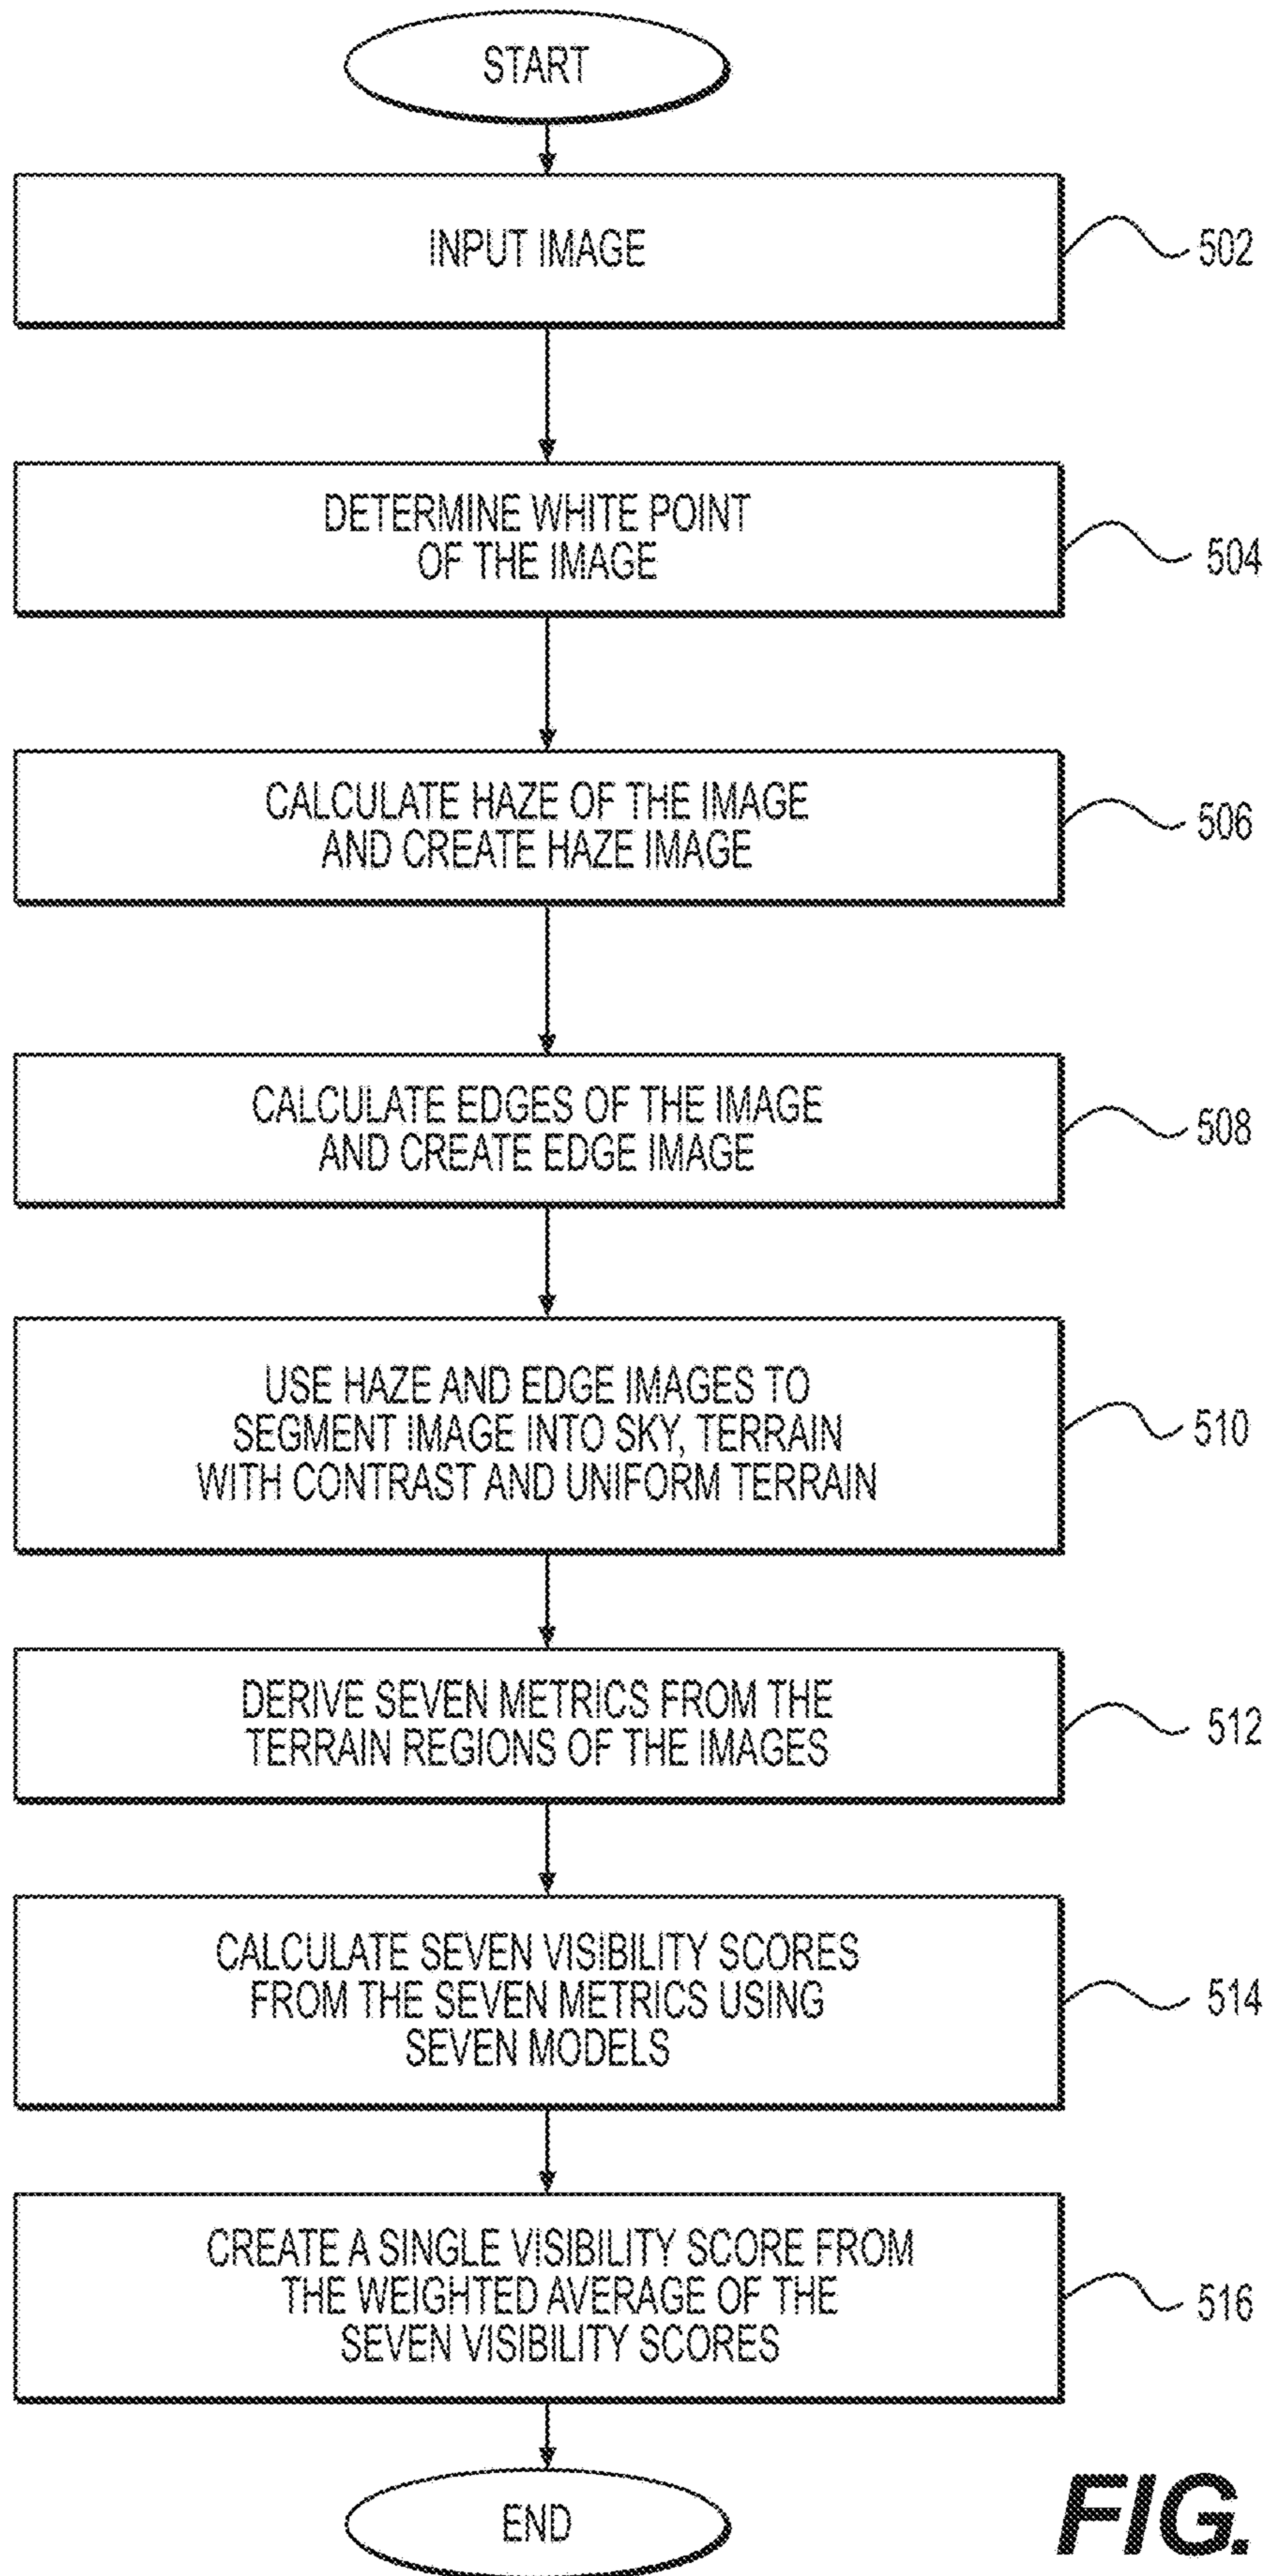 START
INPUT IMAGE
502
DETERMINE WHITE POINT
OF THE IMAGE
504
CALCULATE HAZE OF THE IMAGE
AND CREATE HAZE IMAGE
506
CALCULATE EDGES OF THE IMAGE
AND CREATE EDGE IMAGE
508
USE HAZE AND EDGE IMAGES TO
SEGMENT IMAGE INTO SKY, TERRAIN
WITH CONTRAST AND UNIFORM TERRAIN
510
DERIVE SEVEN METRICS FROM THE
TERRAIN REGIONS OF THE IMAGES
512
CALCULATE SEVEN VISIBILITY SCORES
FROM THE SEVEN METRICS USING
SEVEN MODELS
514
CREATE A SINGLE VISIBILITY SCORE FROM
THE WEIGHTED AVERAGE OF THE
SEVEN VISIBILITY SCORES
516
END
FIG.